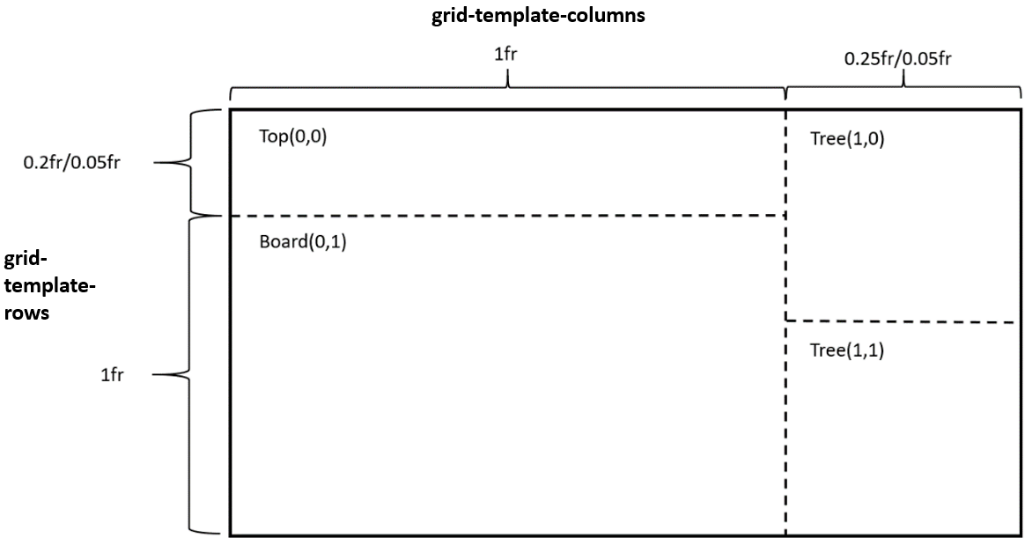 grid-template-columns
1fr
0.25fr/0.05fr
Top(0,0)
Tree(1,0)
0.2fr/0.05fr
Board(0,1)
grid-
template-
rows
Tree(1,1)
1fr